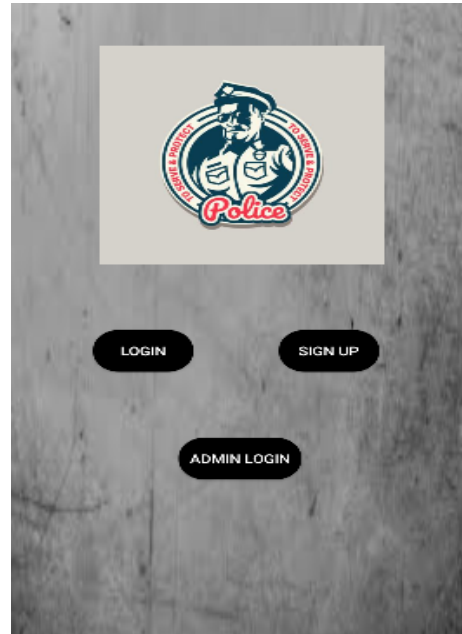 TO SERVE & PROTECT
TO SERVE & PROTECT
Police
LOGIN
SIGN UP
ADMIN LOGIN